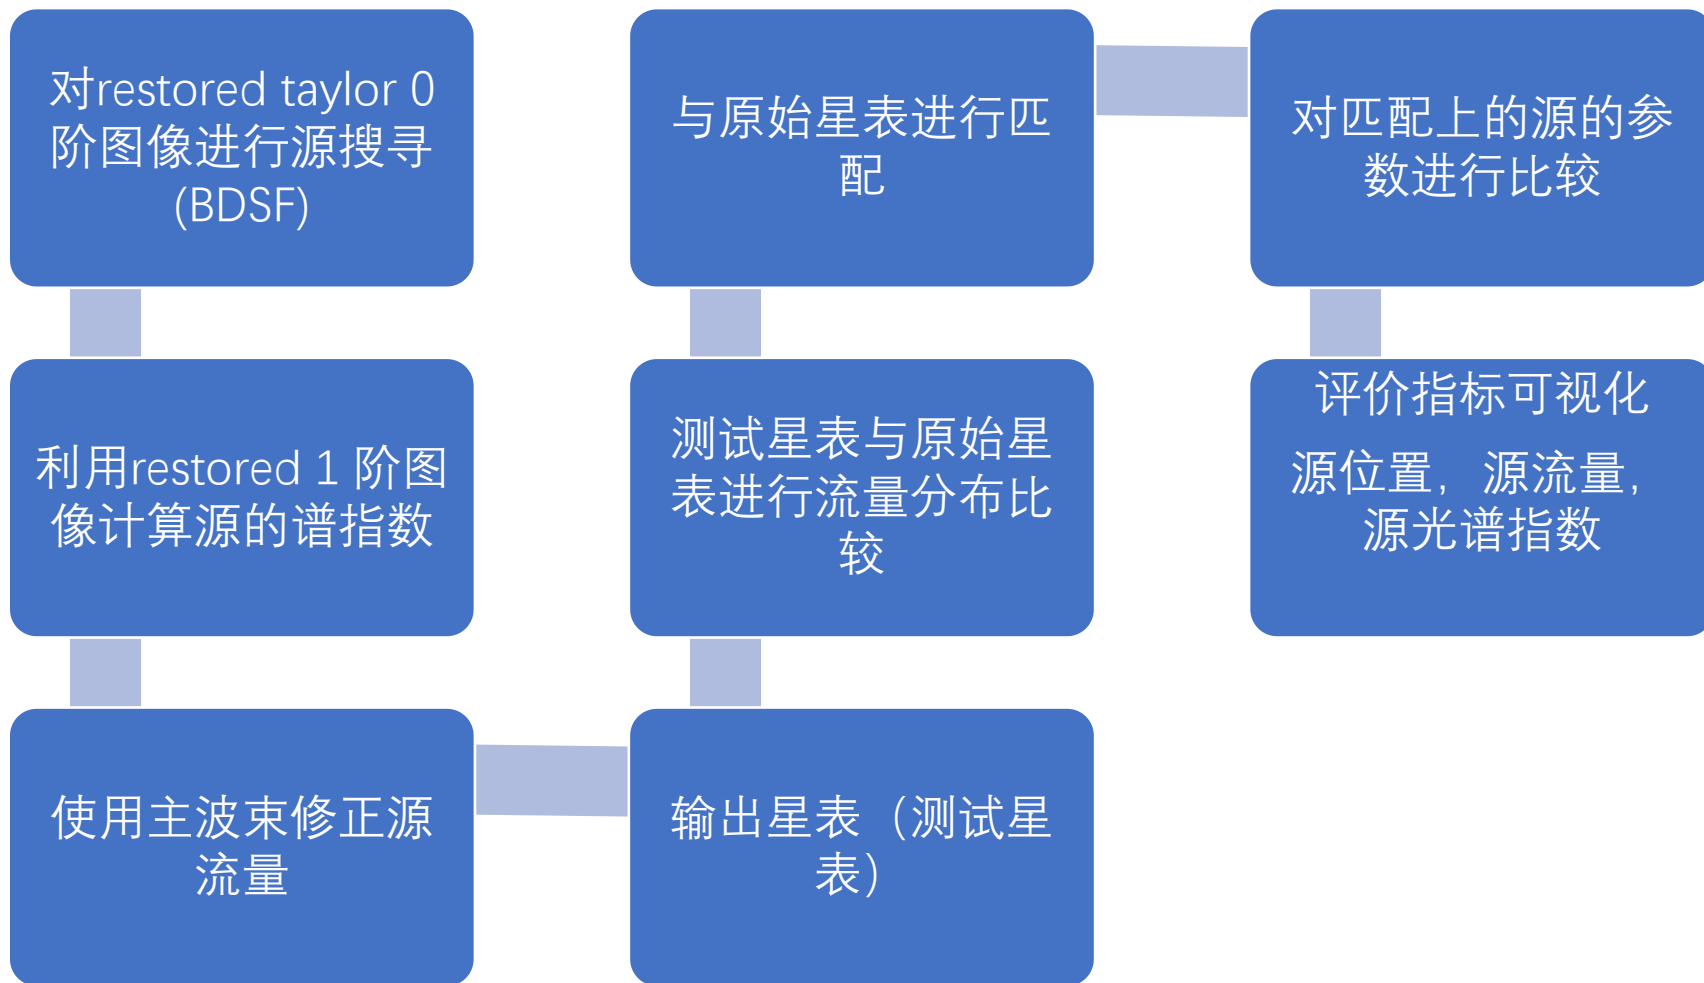 对restored taylor 0
阶图像进行源搜寻
(BDSF)
利用restored 1 阶图
像计算源的谱指数
使用主波束修正源
流量
输出星表（测试星
表）
测试星表与原始星
表进行流量分布比
较
与原始星表进行匹
配
对匹配上的源的参
数进行比较
评价指标可视化
源位置，源流量，
源光谱指数